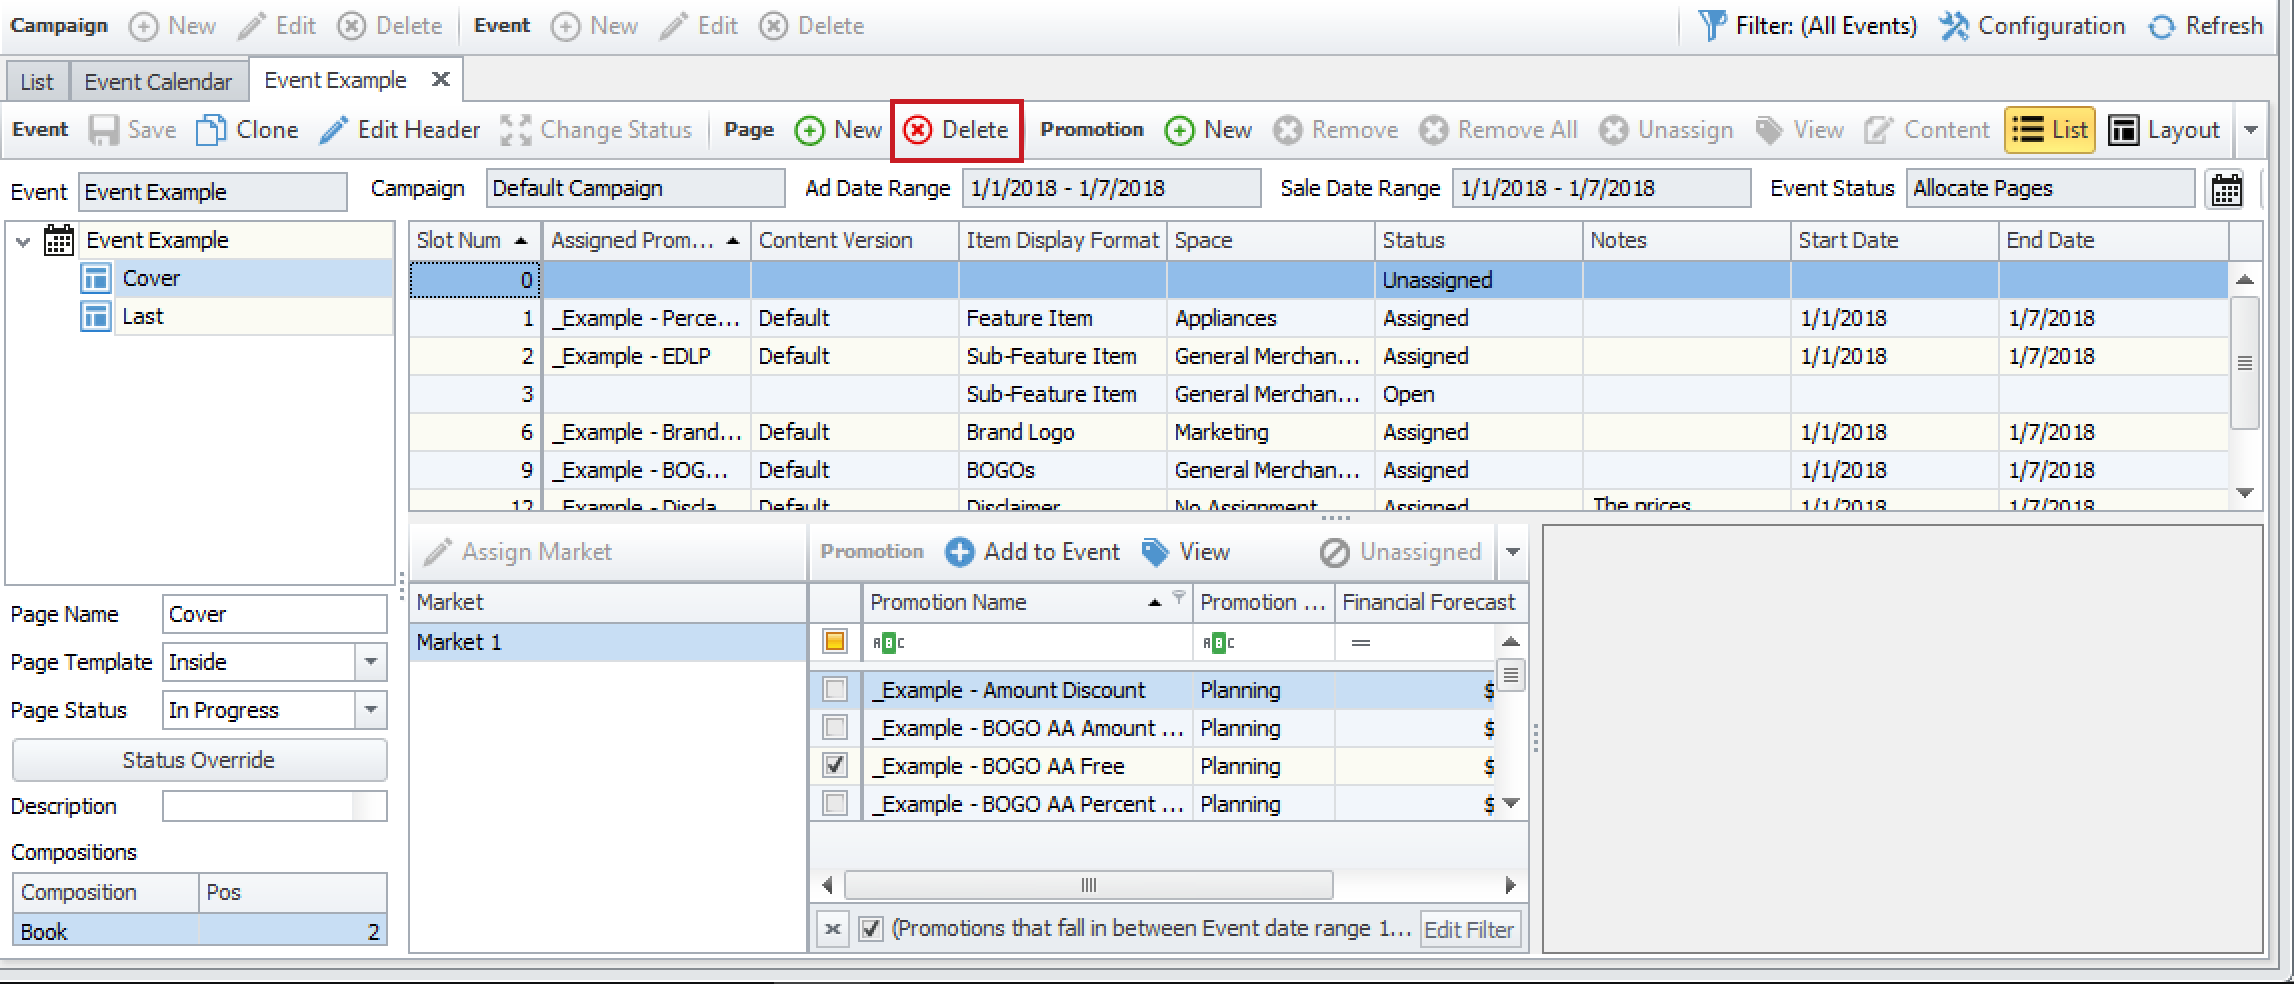 Campaign New Edit Delete Event New Edit Delete Filter: (All Events) Configuration Refresh
List Event Calendar Event Example
Event Save Clone Edit Header Change Status Page New Delete Promotion New Remove Remove All Unassign View Content List Layout
Event Event Example Campaign Default Campaign Ad Date Range 1/1/2018 - 1/7/2018 Sale Date Range 1/1/2018 - 1/7/2018 Event Status Allocate Pages
Event Example
Cover
Last
Slot Num Assigned Prom... Content Version Item Display Format Space Status Notes Start Date End Date
0 Unassigned
1 _Example - Perce... Default Feature Item Appliances Assigned 1/1/2018 1/7/2018
2 _Example - EDLP Default Sub-Feature Item General Merchan... Assigned 1/1/2018 1/7/2018
3 Sub-Feature Item General Merchan... Open
6 _Example - Brand... Default Brand Logo Marketing Assigned 1/1/2018 1/7/2018
9 _Example - BOG... Default BOGOs General Merchan... Assigned 1/1/2018 1/7/2018
12 _Example - Discla... Default Disclaimer No Assignment Assigned The prices 1/1/2018 1/7/2018
Page Name Cover
Page Template Inside
Page Status In Progress
Status Override
Description
Compositions
Composition Pos
Book 2
Assign Market
Market
Market 1
Promotion Add to Event View Unassigned
Promotion Name Promotion ... Financial Forecast
ABC ABC =
_Example - Amount Discount Planning $
_Example - BOGO AA Amount ... Planning $
_Example - BOGO AA Free Planning $
_Example - BOGO AA Percent ... Planning $
(Promotions that fall in between Event date range 1... Edit Filter